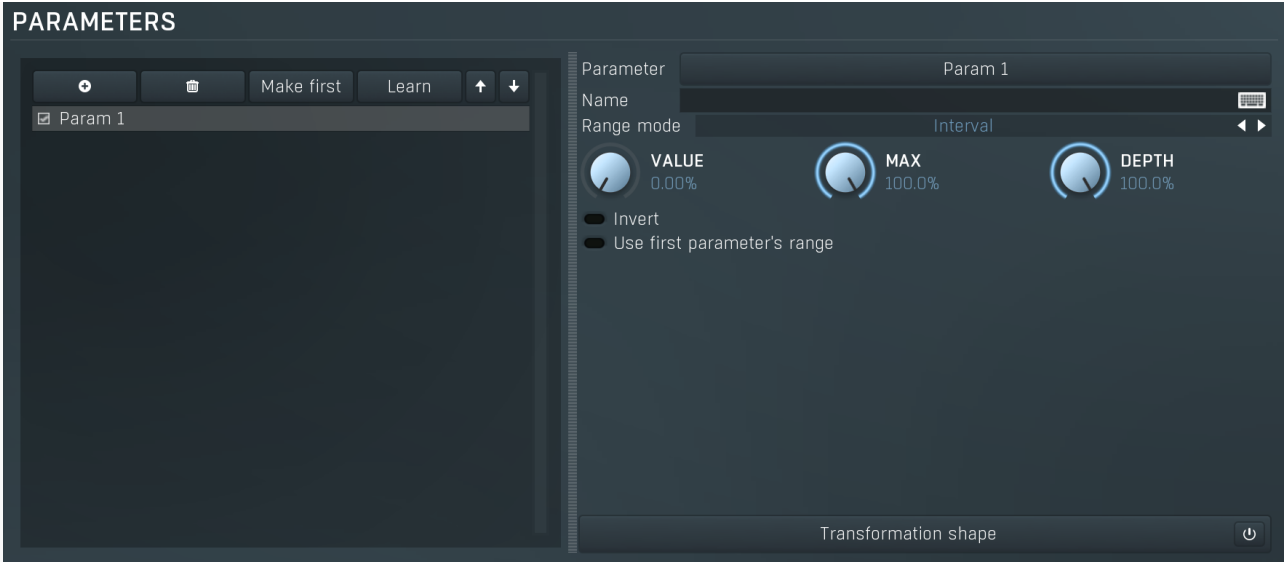 PARAMETERS
Make first
Learn
Param 1
Parameter
Param 1
Name
Range mode
Interval
VALUE
0.00%
MAX
100.0%
DEPTH
100.0%
Invert
Use first parameter's range
Transformation shape